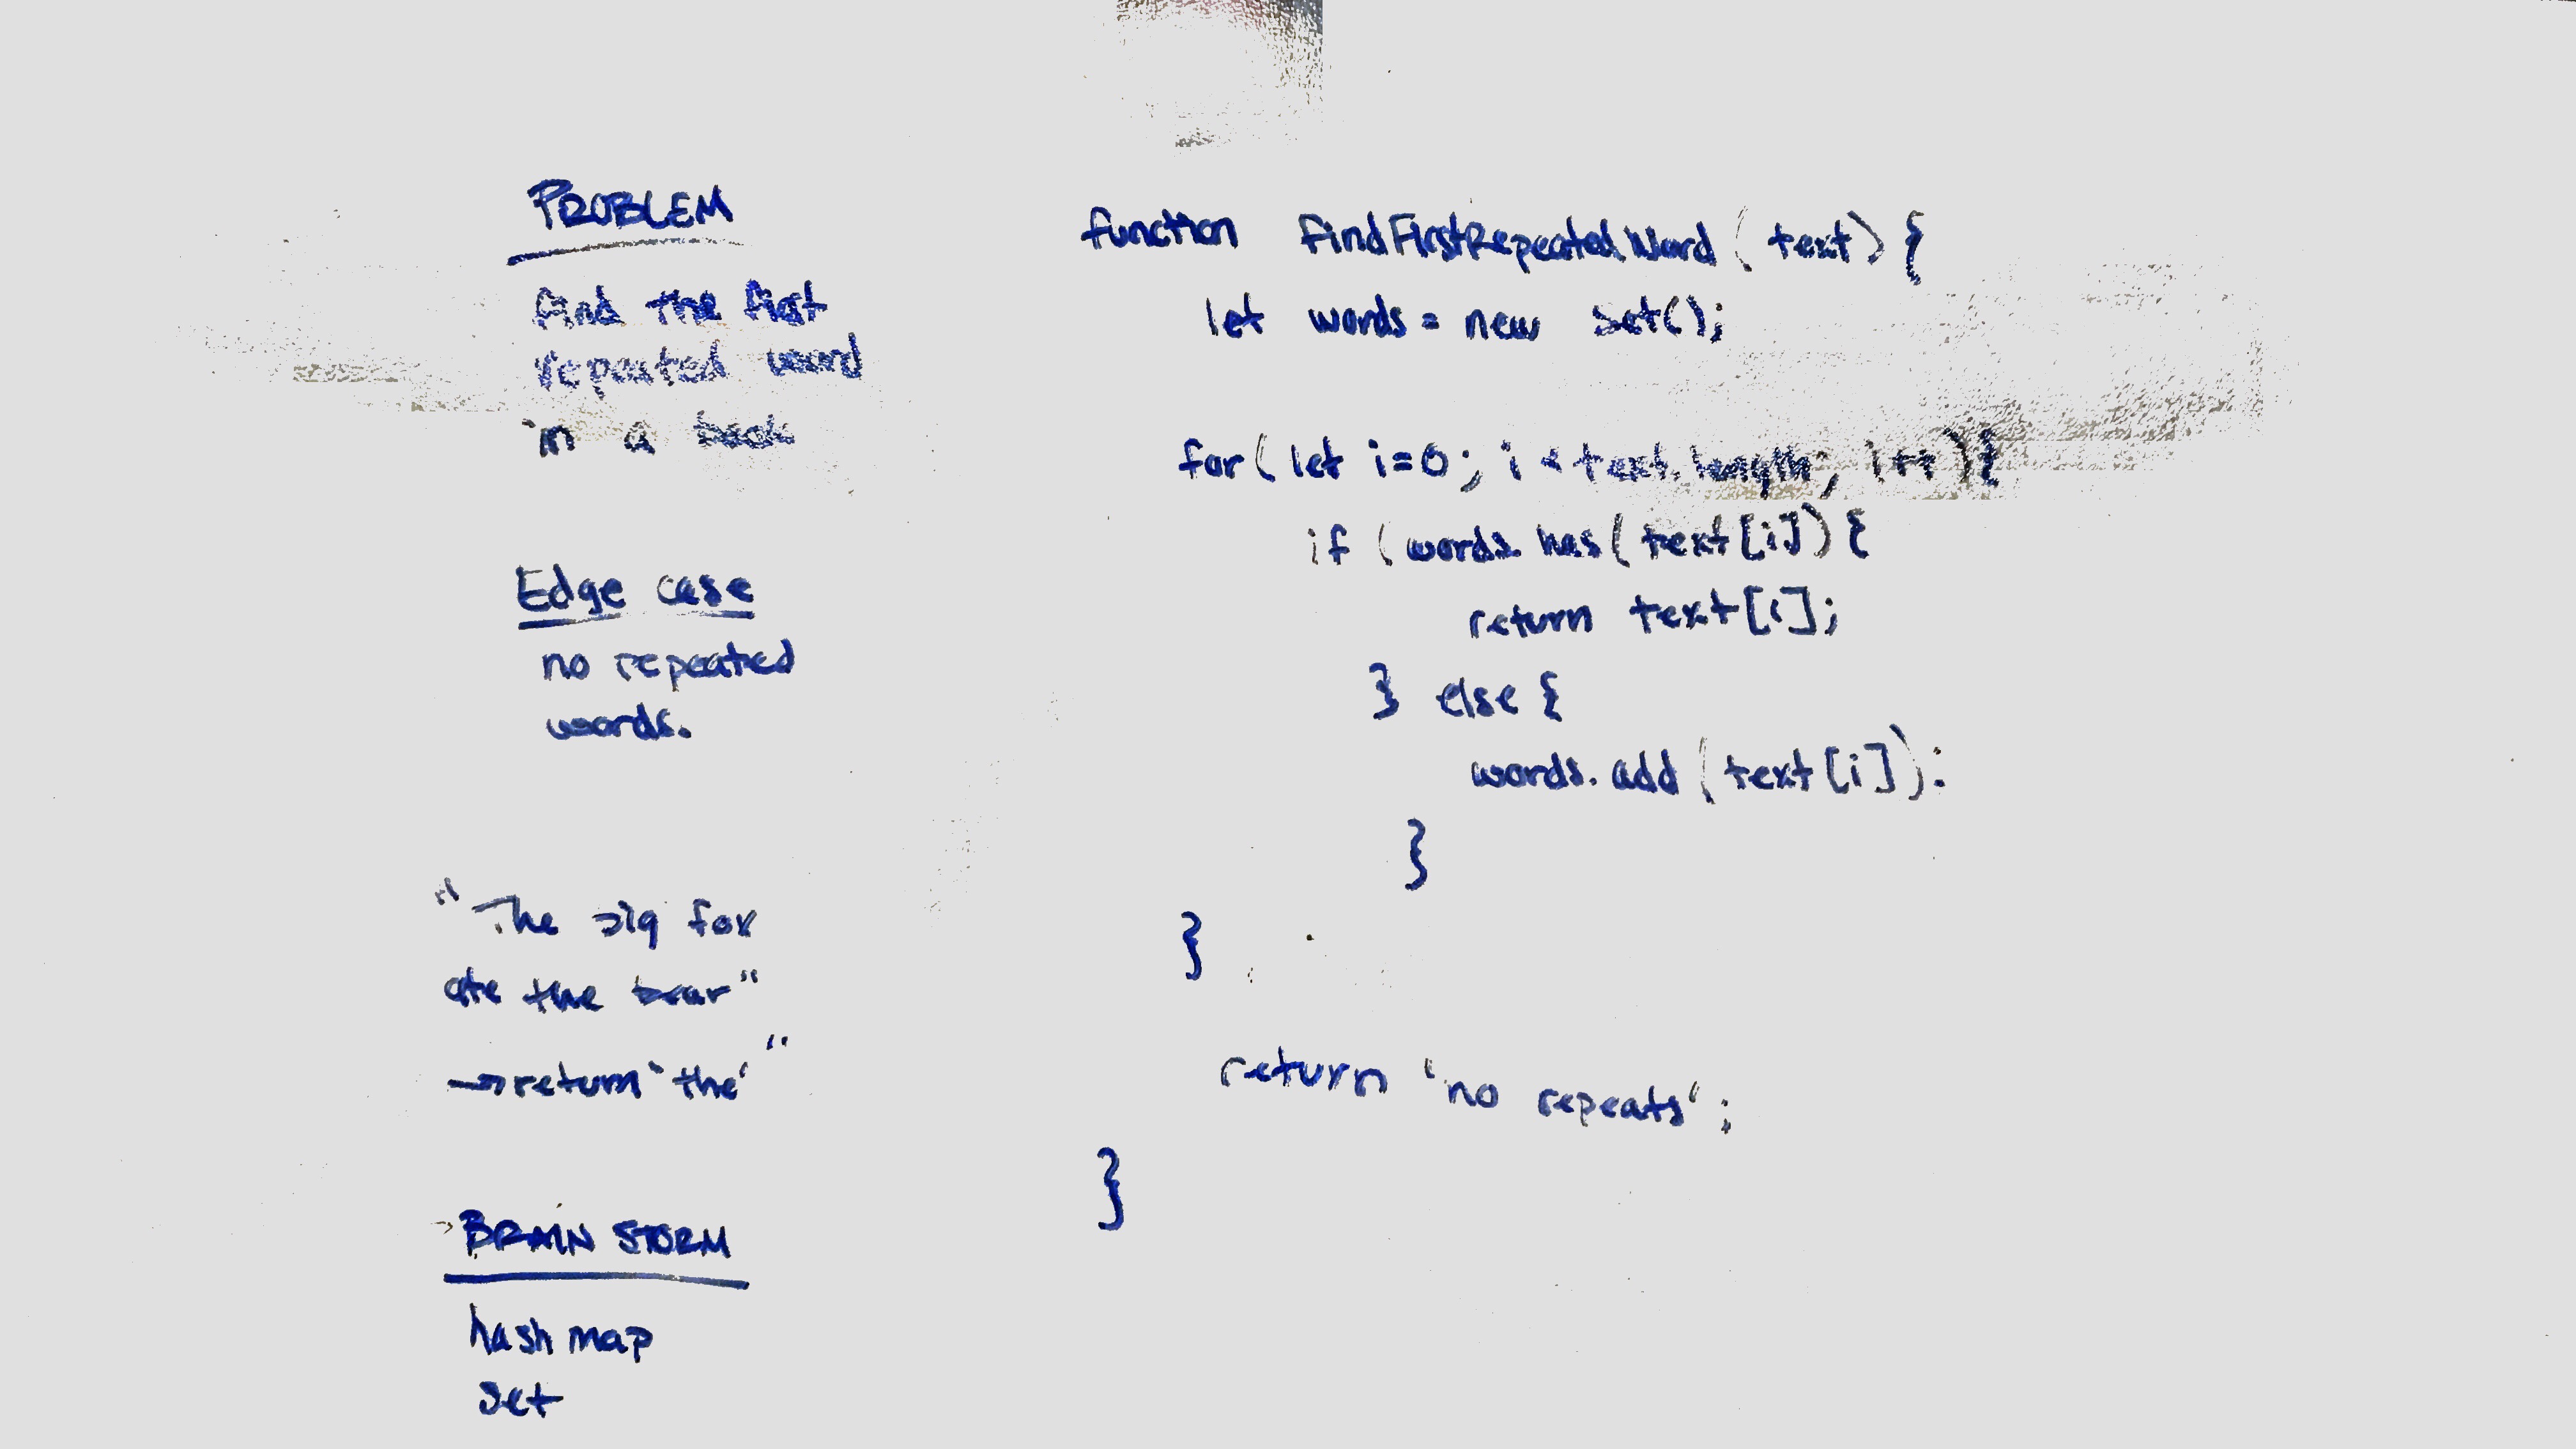 PROBLEM
find the first
repeated word
in a book
Edge case
no repeated
words.
"The big fox
ate the bear"
→ return "the"
BRAIN STORM
hash map
set
function findFirstRepeatedWord (text) {
let words = new Set();
for( let i=0; i < text.length; i++){
if (words.has(text[i]) {
return text[i];
} else {
words.add (text[i]);
}
}
return 'no repeats';
}